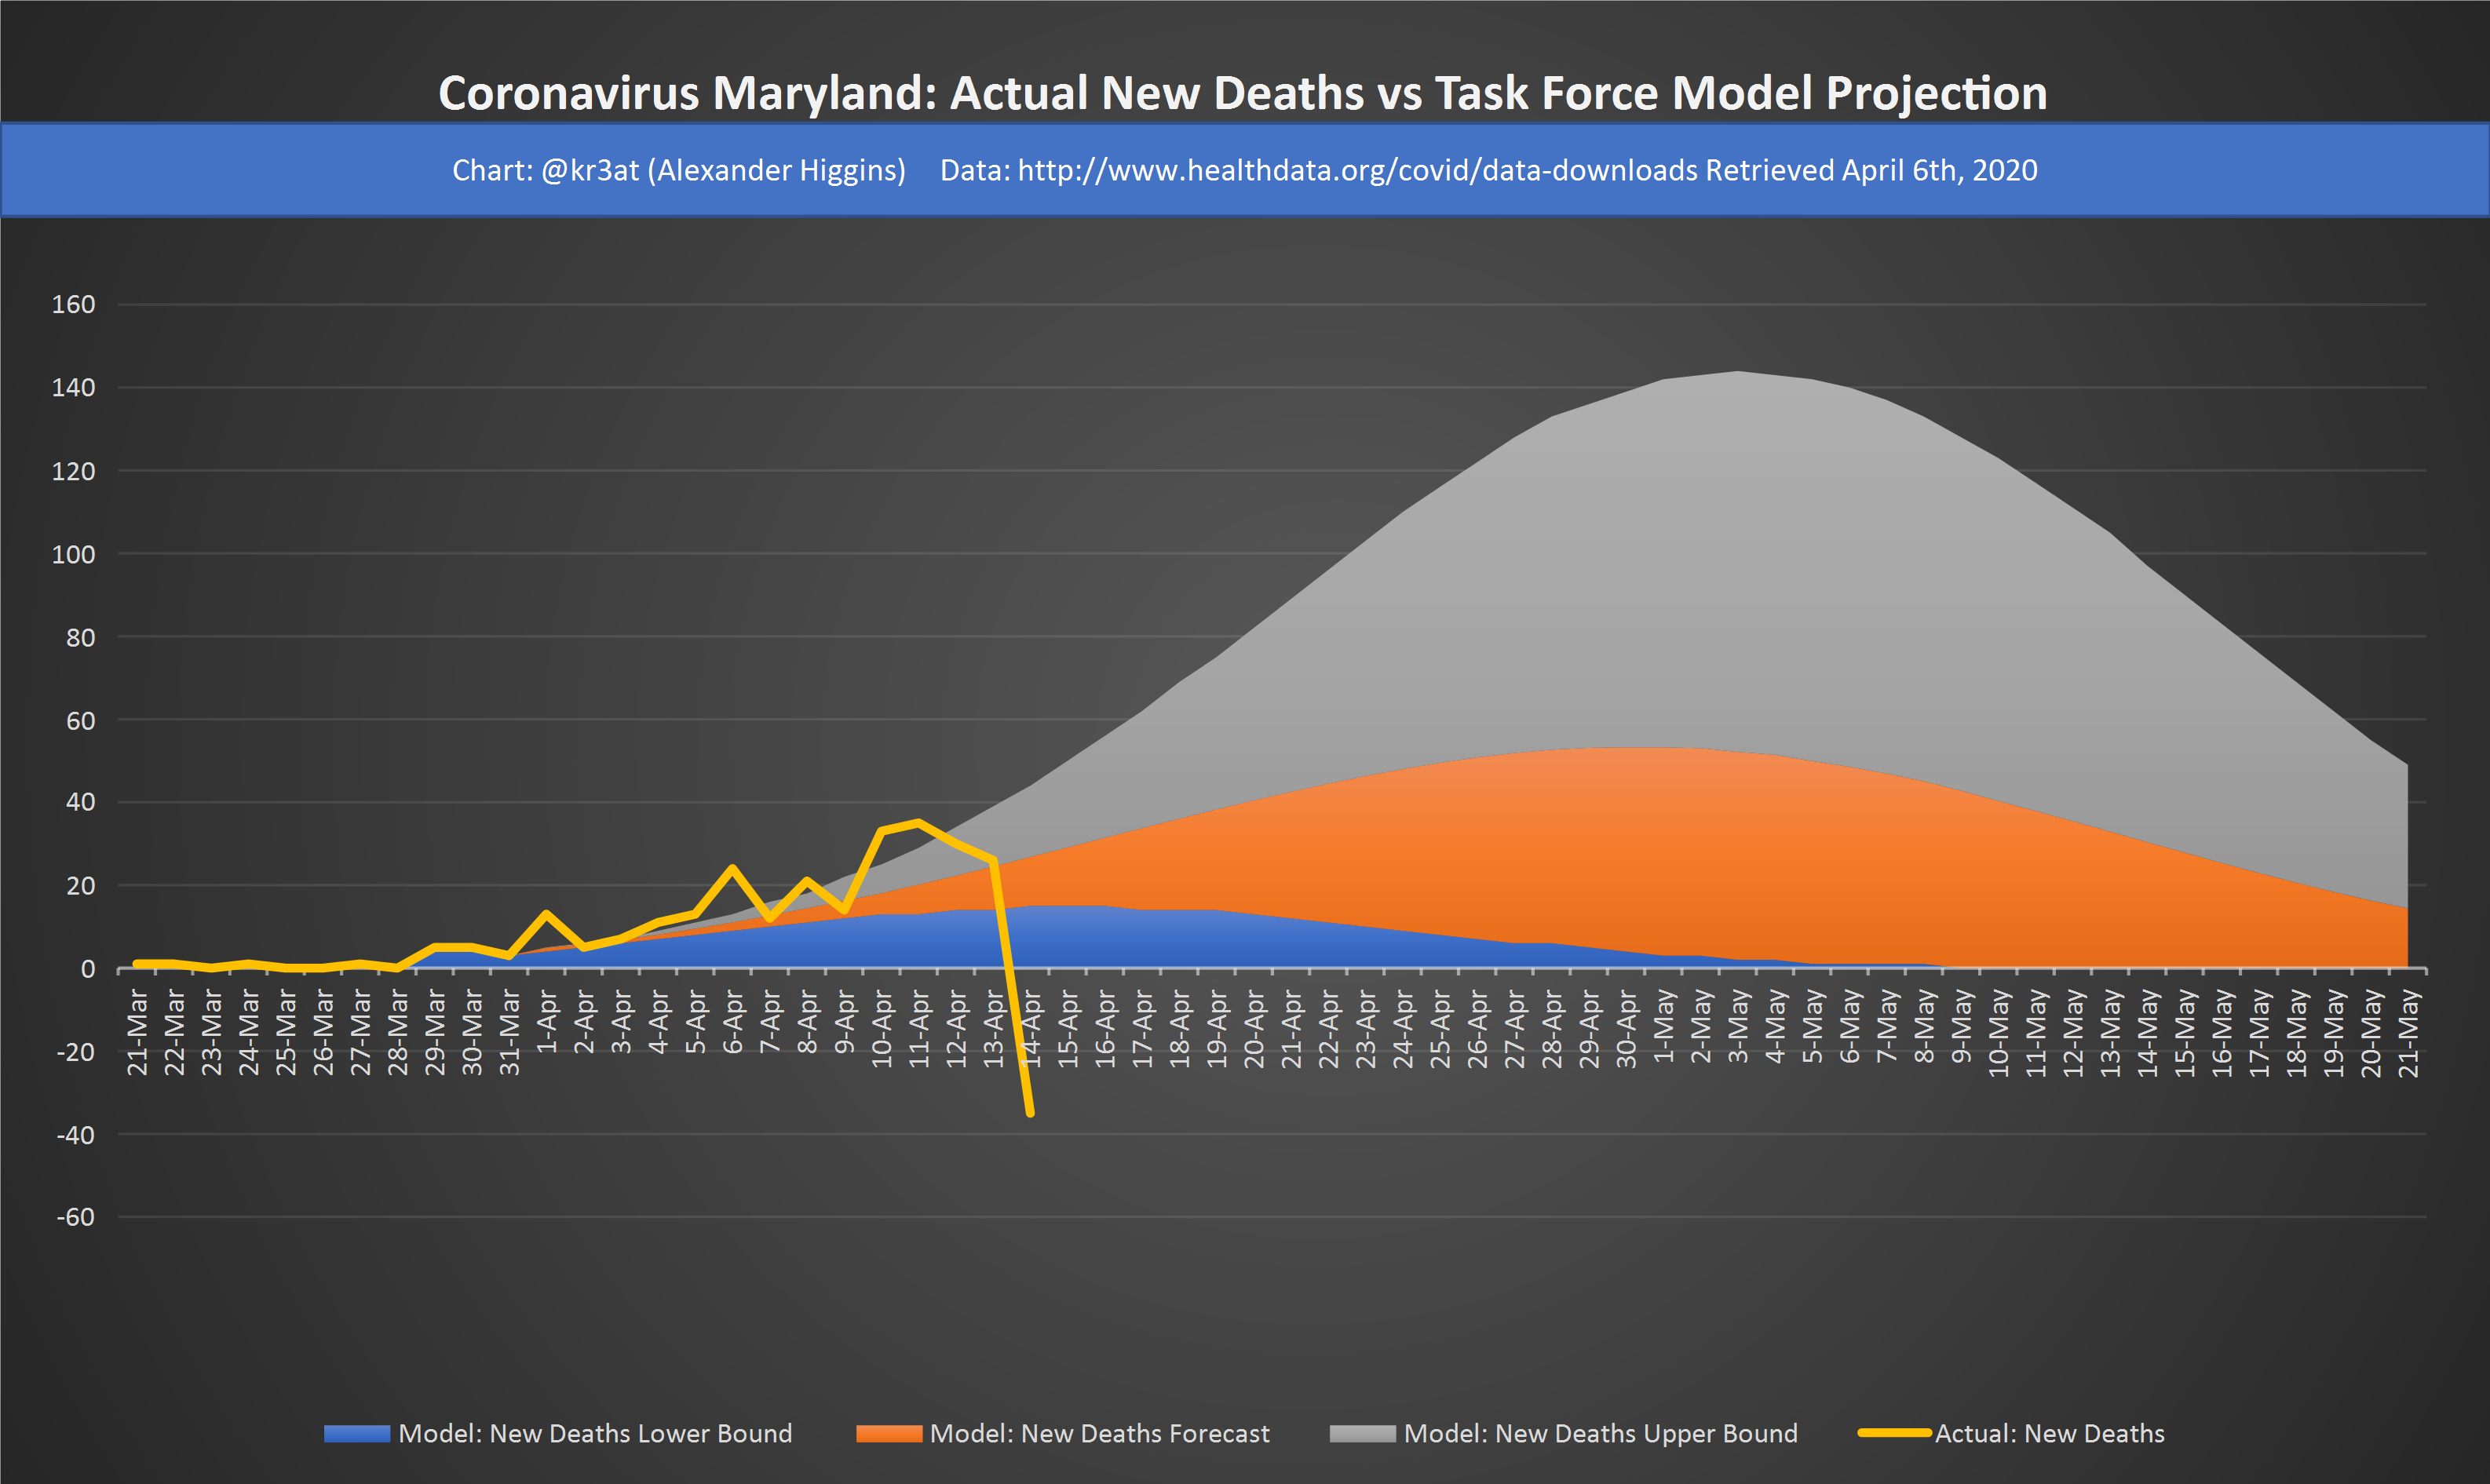 Coronavirus Maryland: Actual New Deaths vs Task Force Model Projection
Chart: @kr3at (Alexander Higgins) Data: http://www.healthdata.org/covid/data-downloads Retrieved April 6th, 2020
160
140
120
100
80
60
40
20
0
-20
-40
-60
21-Mar
22-Mar
23-Mar
24-Mar
25-Mar
26-Mar
27-Mar
28-Mar
29-Mar
30-Mar
31-Mar
1-Apr
2-Apr
3-Apr
4-Apr
5-Apr
6-Apr
7-Apr
8-Apr
9-Apr
10-Apr
11-Apr
12-Apr
13-Apr
14-Apr
15-Apr
16-Apr
17-Apr
18-Apr
19-Apr
20-Apr
21-Apr
22-Apr
23-Apr
24-Apr
25-Apr
26-Apr
27-Apr
28-Apr
29-Apr
30-Apr
1-May
2-May
3-May
4-May
5-May
6-May
7-May
8-May
9-May
10-May
11-May
12-May
13-May
14-May
15-May
16-May
17-May
18-May
19-May
20-May
21-May
Model: New Deaths Lower Bound
Model: New Deaths Forecast
Model: New Deaths Upper Bound
Actual: New Deaths